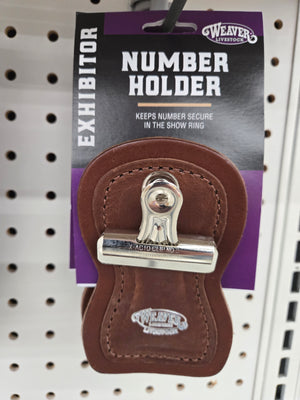 WEAVER
LIVESTOCK
EXHIBITOR
NUMBER
HOLDER
KEEPS NUMBER SECURE
IN THE SHOW RING
WEAVER
LIVESTOCK